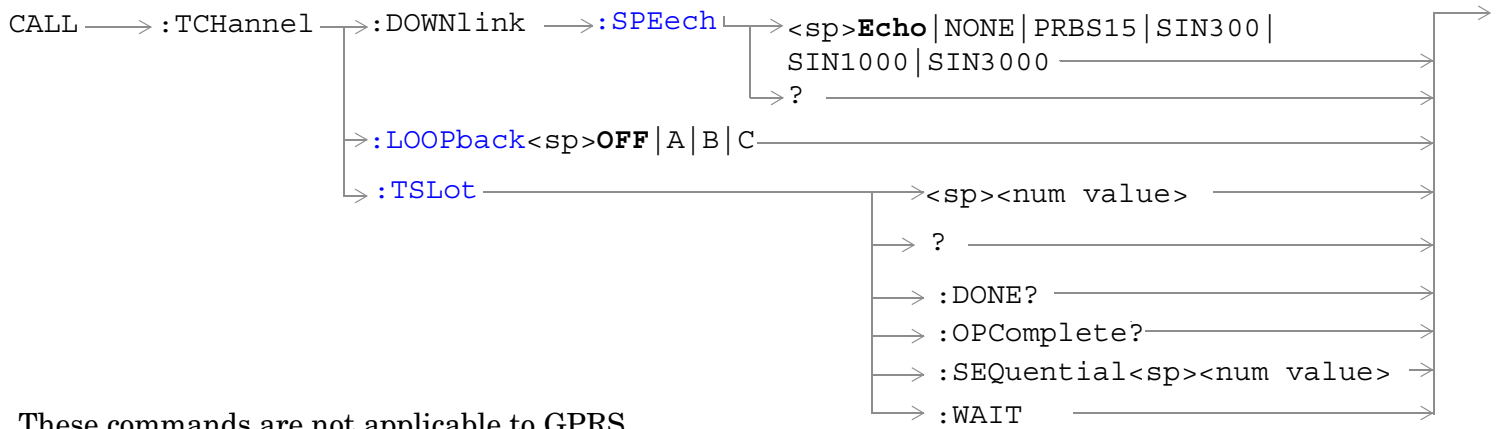 CALL :TCHannel :DOWNlink :SPEech <sp>Echo|NONE|PRBS15|SIN300|
SIN1000|SIN3000
?
:LOOPback<sp>OFF|A|B|C
:TSLot <sp><num value>
?
:DONE?
:OPComplete?
:SEQuential<sp><num value>
:WAIT
These commands are not applicable to GPRS